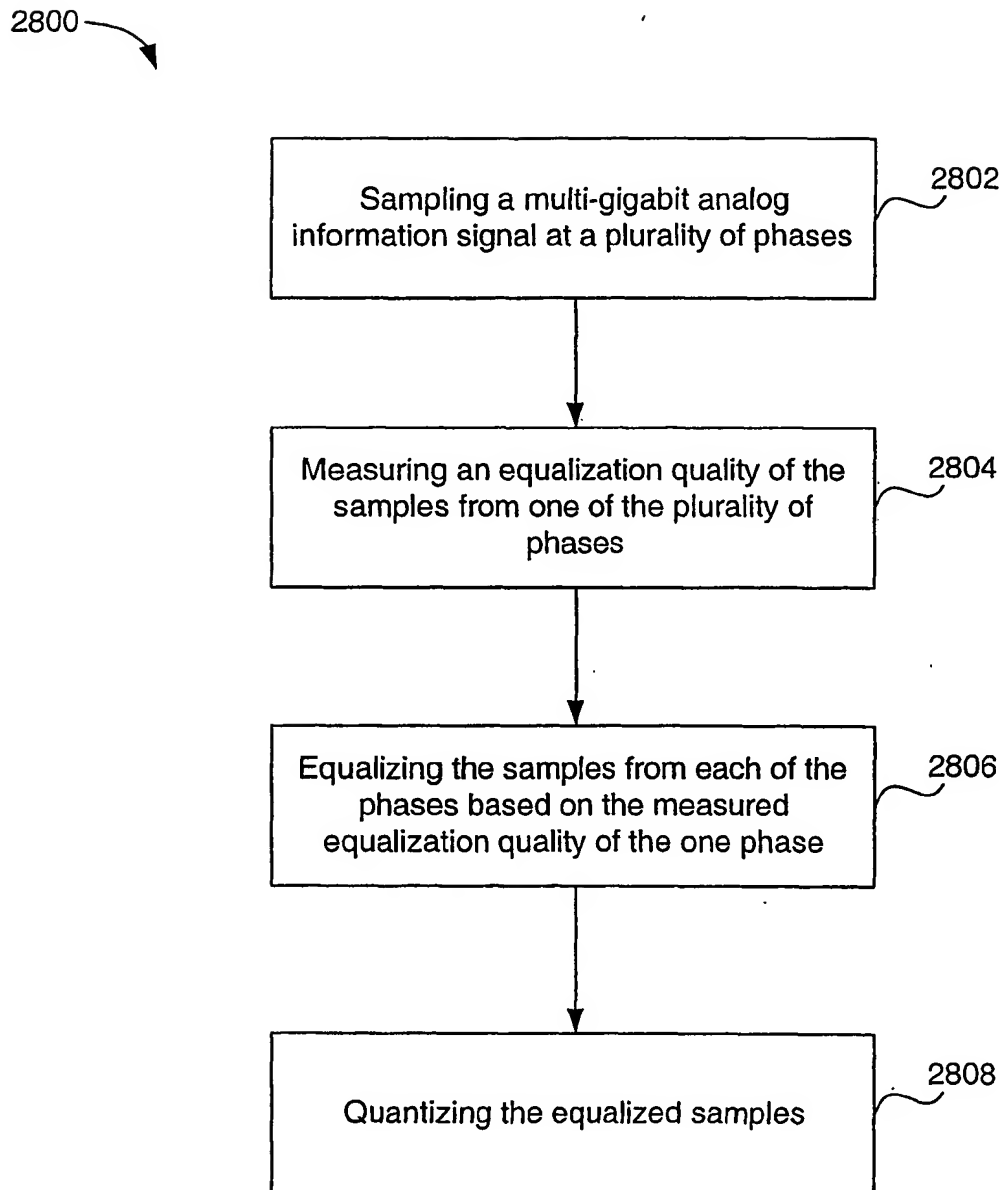 2800
Sampling a multi-gigabit analog
information signal at a plurality of phases
2802
Measuring an equalization quality of the
samples from one of the plurality of
phases
2804
Equalizing the samples from each of the
phases based on the measured
equalization quality of the one phase
2806
Quantizing the equalized samples
2808